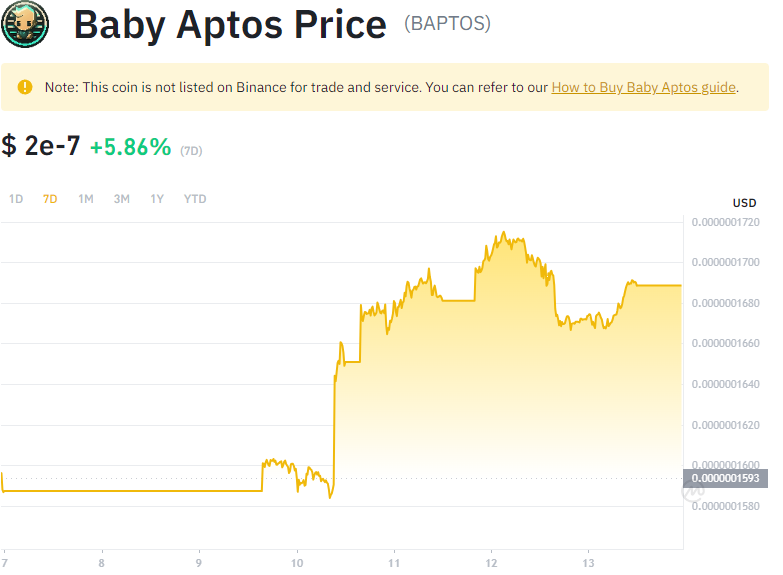 Baby Aptos Price (BAPTOS)
Note: This coin is not listed on Binance for trade and service. You can refer to our How to Buy Baby Aptos guide.
$ 2e-7 +5.86% (7D)
1D 7D 1M 3M 1Y YTD
USD
0.0000001720
0.0000001700
0.0000001680
0.0000001660
0.0000001640
0.0000001620
0.0000001600
0.0000001593
0.0000001580
7 8 9 10 11 12 13